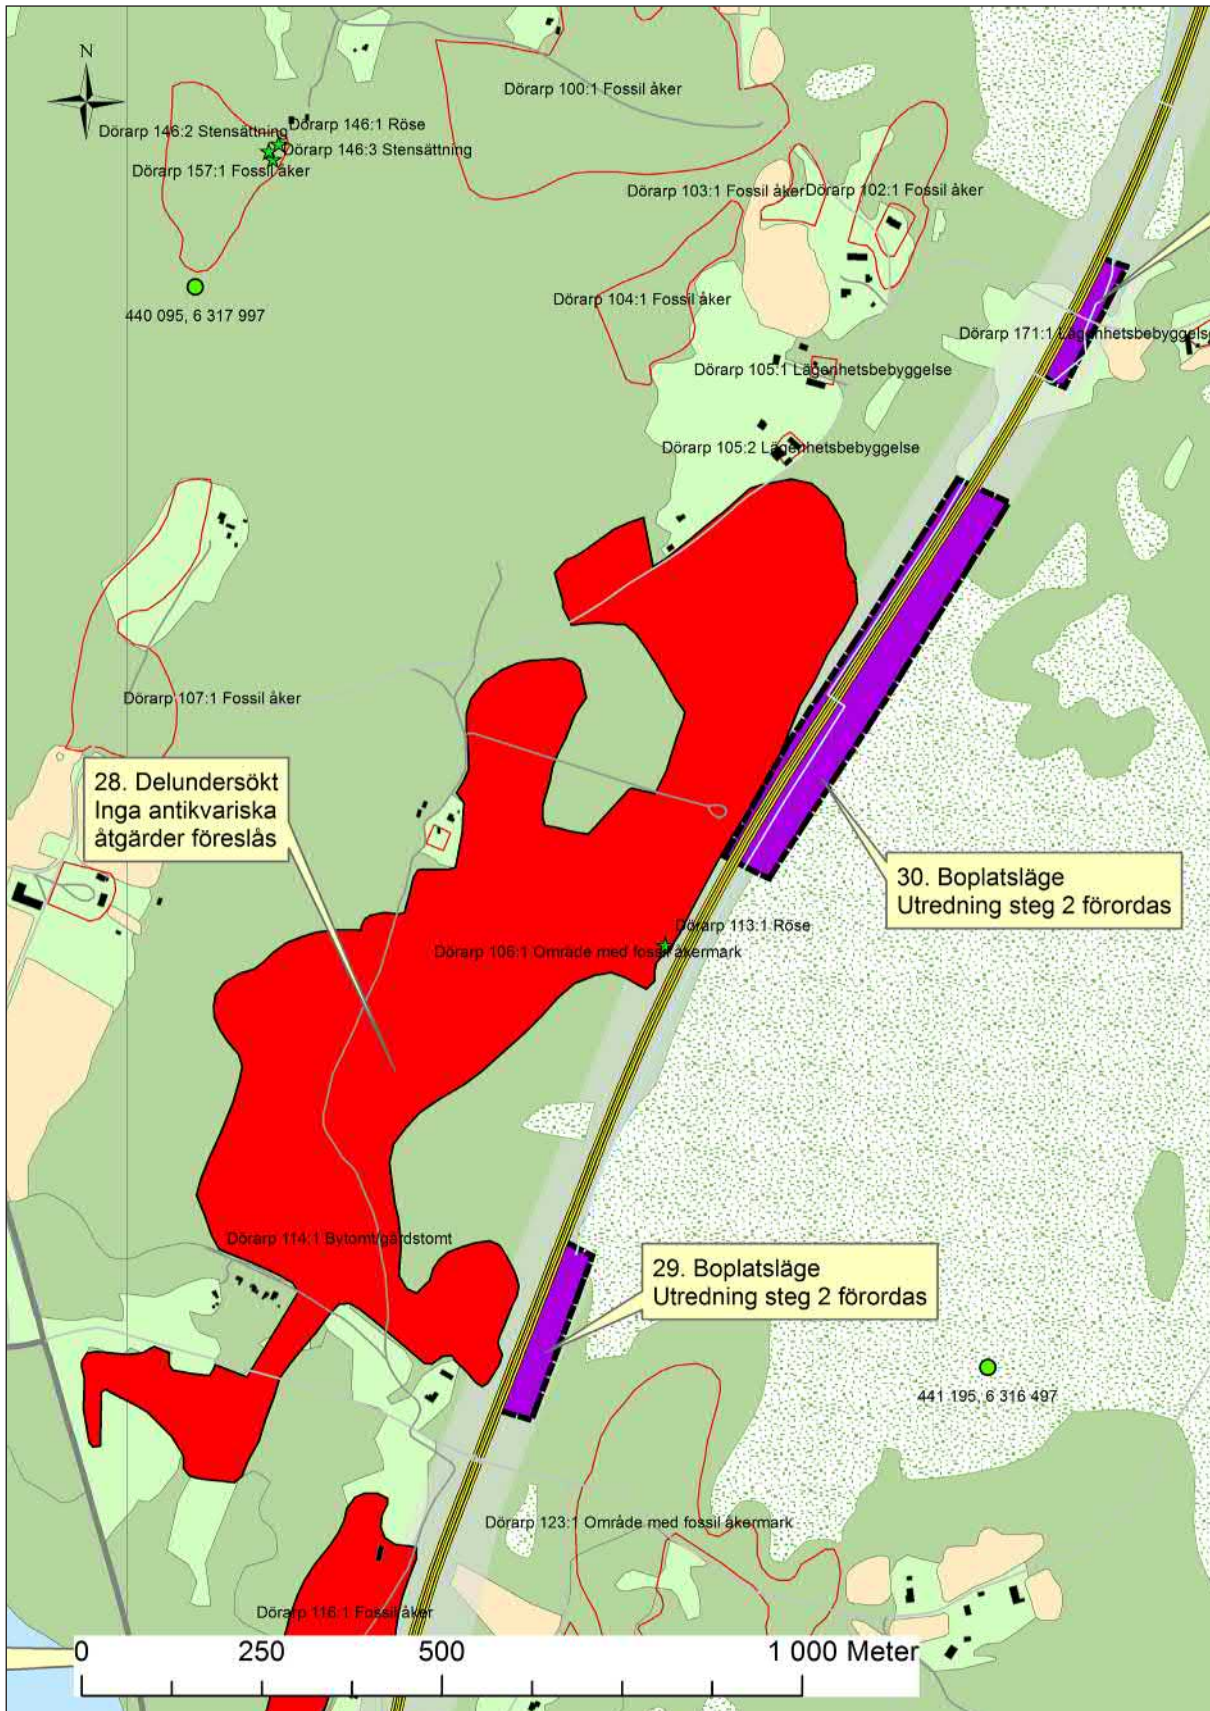 N
Dörarp 100:1 Fossil åker
Dörarp 146:2 Stensättning
Dörarp 146:1 Röse
Dörarp 146:3 Stensättning
Dörarp 157:1 Fossil åker
Dörarp 103:1 Fossil åker
Dörarp 102:1 Fossil åker
440 095, 6 317 997
Dörarp 104:1 Fossil åker
Dörarp 171:1 Lägenhetsbebyggelse
Dörarp 105:1 Lägenhetsbebyggelse
Dörarp 105:2 Lägenhetsbebyggelse
Dörarp 107:1 Fossil åker
28. Delundersökt
Inga antikvariska
åtgärder föreslås
30. Boplatsläge
Utredning steg 2 förordas
Dörarp 113:1 Röse
Dörarp 106:1 Område med fossil åkermark
Dörarp 114:1 Bytomt/gårdstomt
29. Boplatsläge
Utredning steg 2 förordas
441 195, 6 316 497
Dörarp 123:1 Område med fossil åkermark
Dörarp 116:1 Fossil åker
0 250 500 1 000 Meter